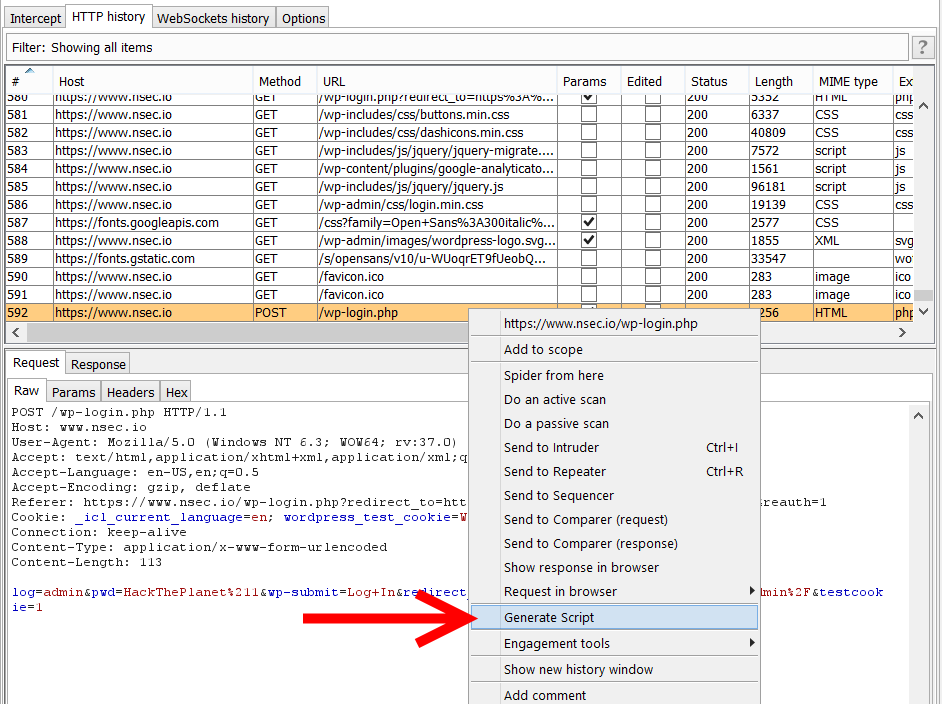 Intercept HTTP history WebSockets history Options
Filter: Showing all items ?
# Host Method URL Params Edited Status Length MIME type Ex
580 https://www.nsec.io GET /wp-login.php?redirect_to=https%3A%... 200 5352 HTML php
581 https://www.nsec.io GET /wp-includes/css/buttons.min.css 200 6337 CSS css
582 https://www.nsec.io GET /wp-includes/css/dashicons.min.css 200 40809 CSS css
583 https://www.nsec.io GET /wp-includes/js/jquery/jquery-migrate.... 200 7572 script js
584 https://www.nsec.io GET /wp-content/plugins/google-analyticato... 200 1561 script js
585 https://www.nsec.io GET /wp-includes/js/jquery/jquery.js 200 96181 script js
586 https://www.nsec.io GET /wp-admin/css/login.min.css 200 19139 CSS css
587 https://fonts.googleapis.com GET /css?family=Open+Sans%3A300italic%... 200 2577 CSS
588 https://www.nsec.io GET /wp-admin/images/wordpress-logo.svg... 200 1855 XML svg
589 https://fonts.gstatic.com GET /s/opensans/v10/u-WUoqrET9fUeobQ... 200 33547 wo
590 https://www.nsec.io GET /favicon.ico 200 283 image ico
591 https://www.nsec.io GET /favicon.ico 200 283 image ico
592 https://www.nsec.io POST /wp-login.php 256 HTML php
https://www.nsec.io/wp-login.php
Add to scope
Spider from here
Do an active scan
Do a passive scan
Send to Intruder Ctrl+I
Send to Repeater Ctrl+R
Send to Sequencer
Send to Comparer (request)
Send to Comparer (response)
Show response in browser
Request in browser
Generate Script
Engagement tools
Show new history window
Add comment
Request Response
Raw Params Headers Hex
POST /wp-login.php HTTP/1.1
Host: www.nsec.io
User-Agent: Mozilla/5.0 (Windows NT 6.3; WOW64; rv:37.0)
Accept: text/html,application/xhtml+xml,application/xml;q
Accept-Language: en-US,en;q=0.5
Accept-Encoding: gzip, deflate
Referer: https://www.nsec.io/wp-login.php?redirect_to=htt &reauth=1
Cookie: _icl_current_language=en; wordpress_test_cookie=W
Connection: keep-alive
Content-Type: application/x-www-form-urlencoded
Content-Length: 113
log=admin&pwd=HackThePlanet%211&wp-submit=Log+In&redirect_ dmin%2F&testcook
ie=1